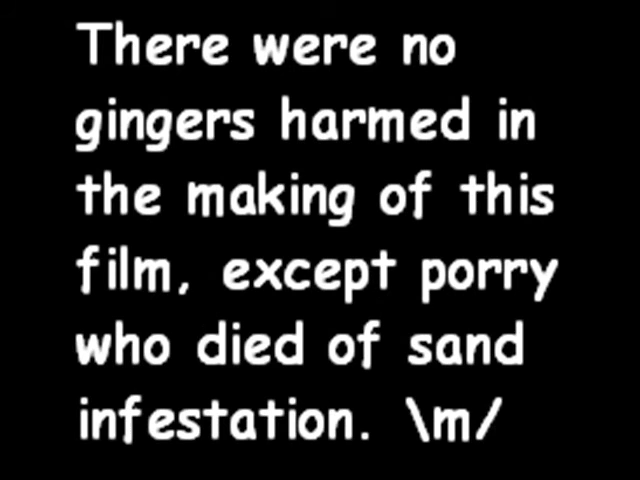 There were no
gingers harmed in
the making of this
film, except porry
who died of sand
infestation. \m/